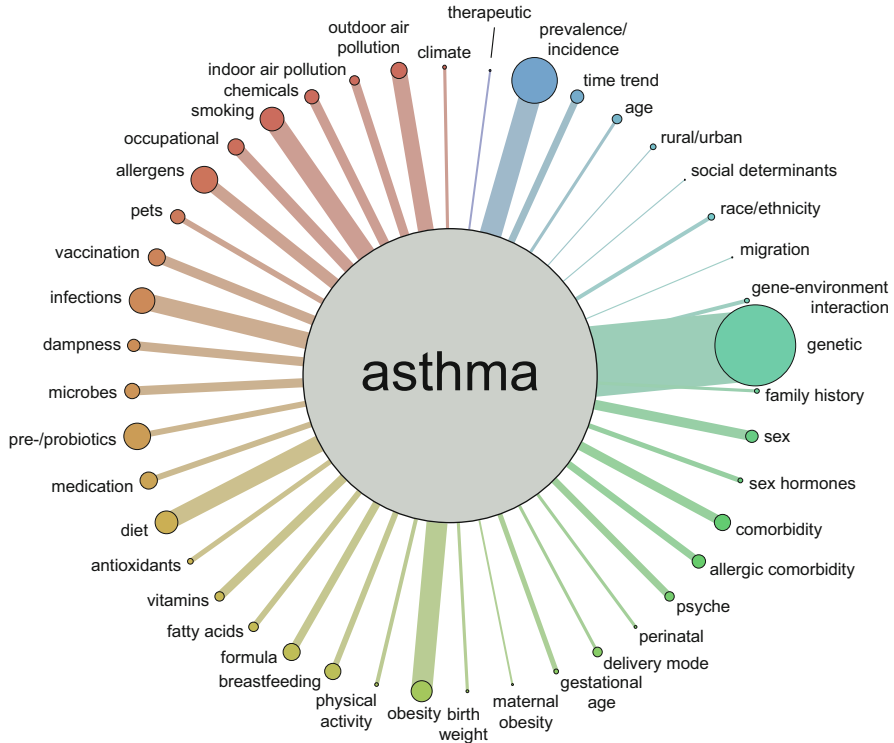 therapeutic
prevalence/
incidence
time trend
age
rural/urban
social determinants
race/ethnicity
migration
gene-environment
interaction
genetic
family history
sex
sex hormones
comorbidity
allergic comorbidity
psyche
perinatal
delivery mode
gestational
age
maternal
obesity
birth
weight
obesity
physical
activity
breastfeeding
formula
fatty acids
vitamins
antioxidants
diet
medication
pre-/probiotics
microbes
dampness
infections
vaccination
pets
allergens
occupational
smoking
chemicals
indoor air pollution
outdoor air
pollution
climate
asthma